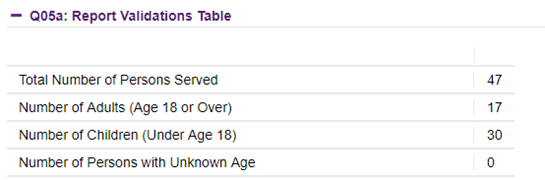 Q05a: Report Validations Table
Total Number of Persons Served 47
Number of Adults (Age 18 or Over) 17
Number of Children (Under Age 18) 30
Number of Persons with Unknown Age 0